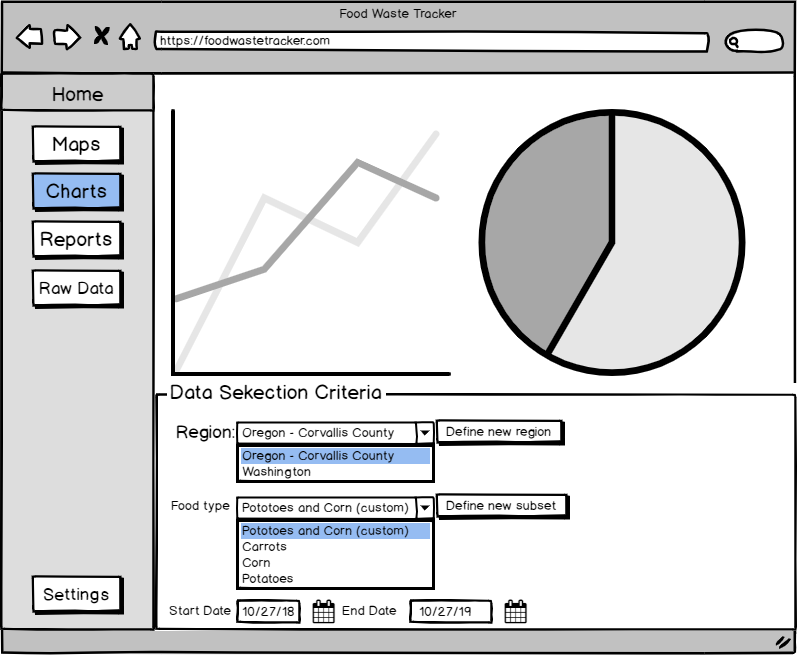 Food Waste Tracker
https://foodwastetracker.com
Home
Maps
Charts
Reports
Raw Data
Settings
Data Sekection Criteria
Region: Oregon - Corvallis County Define new region
Oregon - Corvallis County
Washington
Food type Pototoes and Corn (custom) Define new subset
Pototoes and Corn (custom)
Carrots
Corn
Potatoes
Start Date 10/27/18 End Date 10/27/19